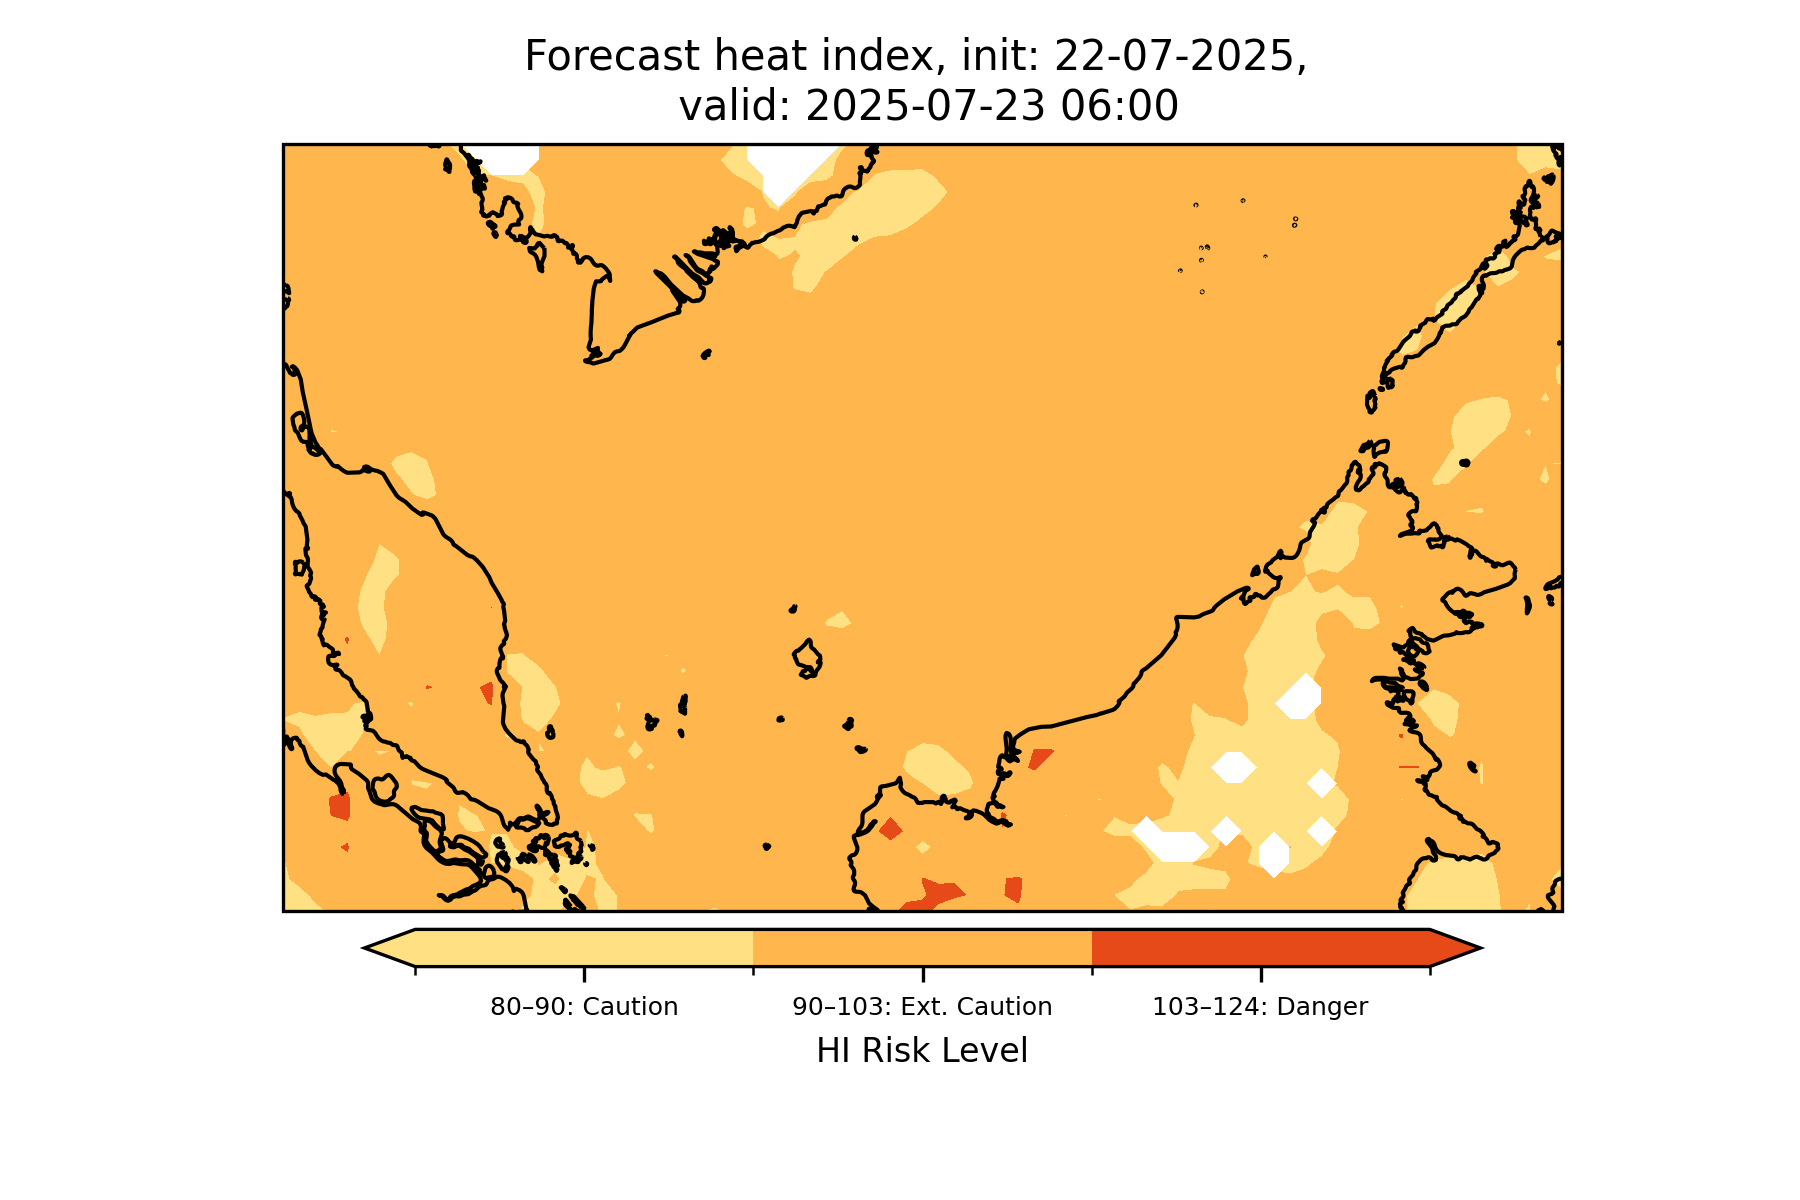 Forecast heat index, init: 22-07-2025,
valid: 2025-07-23 06:00
80–90: Caution
90–103: Ext. Caution
103–124: Danger
HI Risk Level